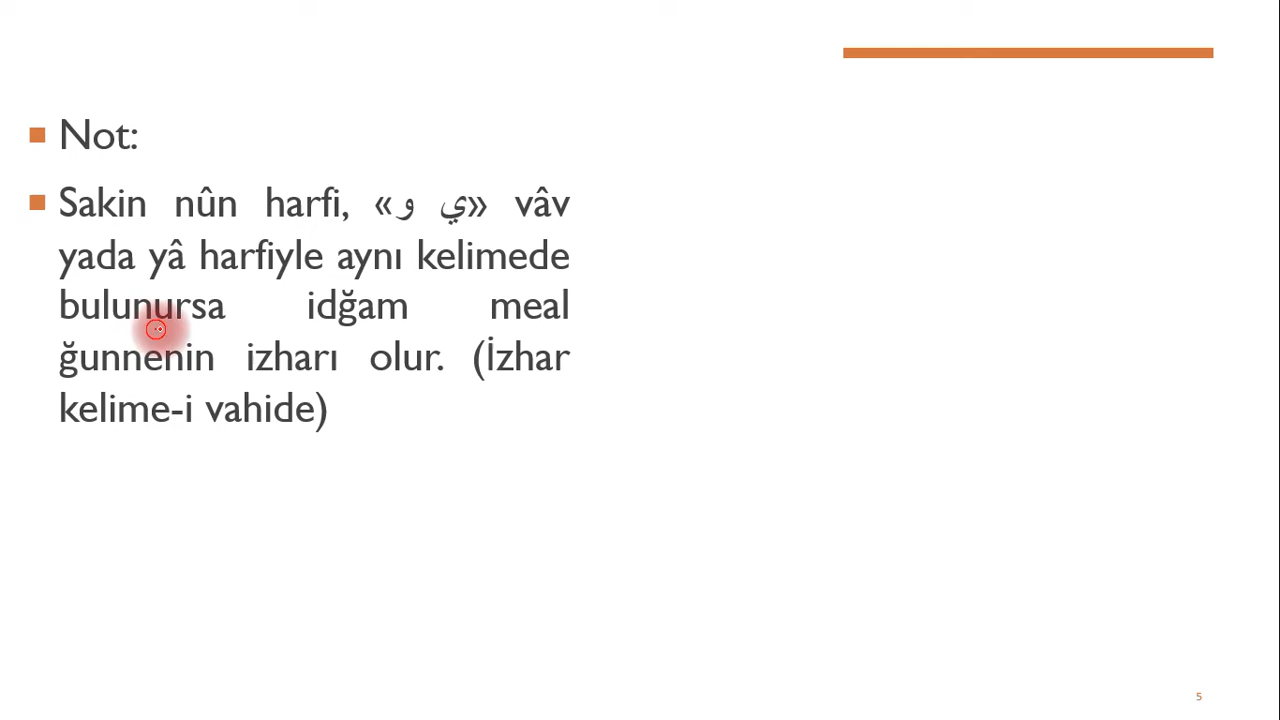 Not:
Sakin nûn harfi, «ي و» vâv
yada yâ harfiyle aynı kelimede
bulunursa idğam meal
ğunnenin izharı olur. (İzhar
kelime-i vahide)
5